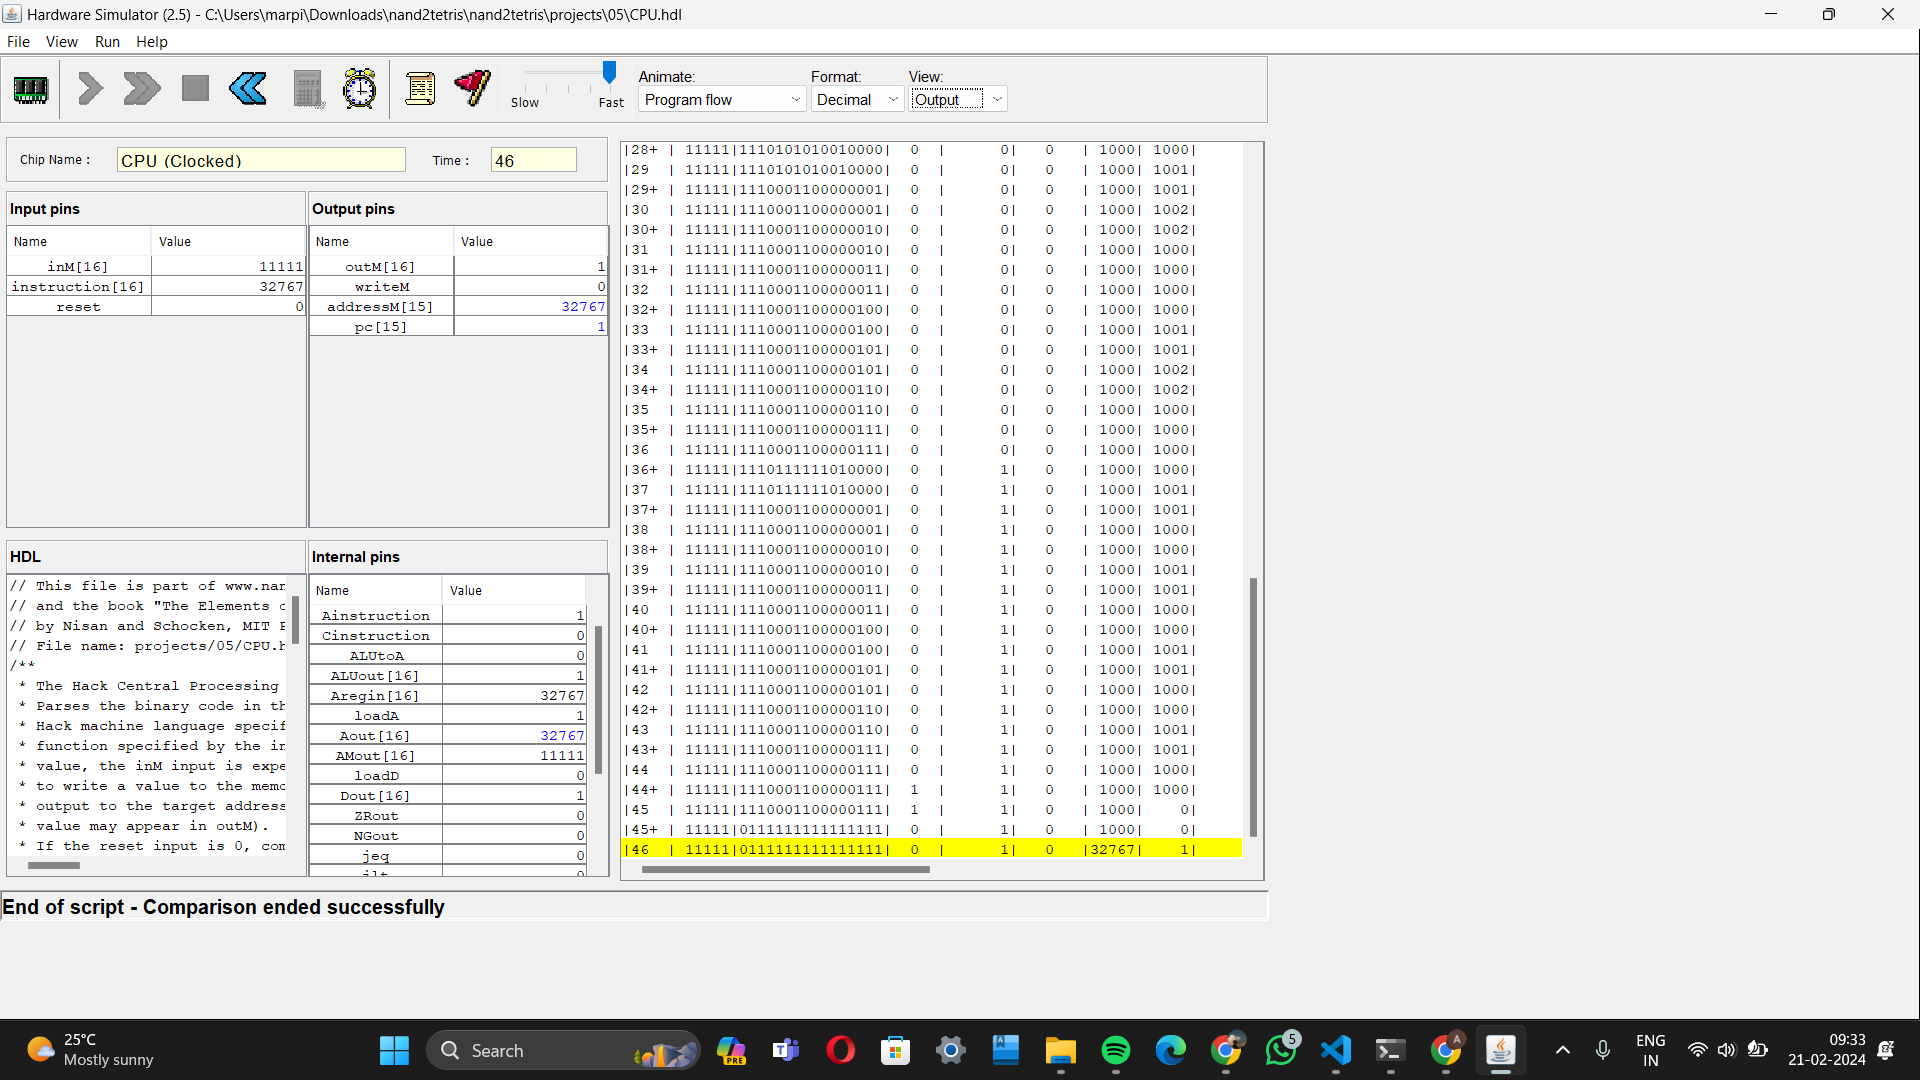 Hardware Simulator (2.5) - C:\Users\marpi\Downloads\nand2tetris\nand2tetris\projects\05\CPU.hdl
File View Run Help
Slow Fast
Animate: Format: View:
Program flow Decimal Output
Chip Name : CPU (Clocked) Time : 46
Input pins
Name Value
inM[16] 11111
instruction[16] 32767
reset 0
Output pins
Name Value
outM[16] 1
writeM 0
addressM[15] 32767
pc[15] 1
HDL
// This file is part of www.nan
// and the book "The Elements o
// by Nisan and Schocken, MIT P
// File name: projects/05/CPU.h
/**
* The Hack Central Processing
* Parses the binary code in th
* Hack machine language specif
* function specified by the in
* value, the inM input is expe
* to write a value to the memo
* output to the target address
* value may appear in outM).
* If the reset input is 0, com
Internal pins
Name Value
Ainstruction 1
Cinstruction 0
ALUtoA 0
ALUout[16] 1
Aregin[16] 32767
loadA 1
Aout[16] 32767
AMout[16] 11111
loadD 0
Dout[16] 1
ZRout 0
NGout 0
jeq 0
jlt 0
|28+ | 11111|1110101010010000| 0 | 0| 0 | 1000| 1000|
|29 | 11111|1110101010010000| 0 | 0| 0 | 1000| 1001|
|29+ | 11111|1110001100000001| 0 | 0| 0 | 1000| 1001|
|30 | 11111|1110001100000001| 0 | 0| 0 | 1000| 1002|
|30+ | 11111|1110001100000010| 0 | 0| 0 | 1000| 1002|
|31 | 11111|1110001100000010| 0 | 0| 0 | 1000| 1000|
|31+ | 11111|1110001100000011| 0 | 0| 0 | 1000| 1000|
|32 | 11111|1110001100000011| 0 | 0| 0 | 1000| 1000|
|32+ | 11111|1110001100000100| 0 | 0| 0 | 1000| 1000|
|33 | 11111|1110001100000100| 0 | 0| 0 | 1000| 1001|
|33+ | 11111|1110001100000101| 0 | 0| 0 | 1000| 1001|
|34 | 11111|1110001100000101| 0 | 0| 0 | 1000| 1002|
|34+ | 11111|1110001100000110| 0 | 0| 0 | 1000| 1002|
|35 | 11111|1110001100000110| 0 | 0| 0 | 1000| 1000|
|35+ | 11111|1110001100000111| 0 | 0| 0 | 1000| 1000|
|36 | 11111|1110001100000111| 0 | 0| 0 | 1000| 1000|
|36+ | 11111|1110111111010000| 0 | 1| 0 | 1000| 1000|
|37 | 11111|1110111111010000| 0 | 1| 0 | 1000| 1001|
|37+ | 11111|1110001100000001| 0 | 1| 0 | 1000| 1001|
|38 | 11111|1110001100000001| 0 | 1| 0 | 1000| 1000|
|38+ | 11111|1110001100000010| 0 | 1| 0 | 1000| 1000|
|39 | 11111|1110001100000010| 0 | 1| 0 | 1000| 1001|
|39+ | 11111|1110001100000011| 0 | 1| 0 | 1000| 1001|
|40 | 11111|1110001100000011| 0 | 1| 0 | 1000| 1000|
|40+ | 11111|1110001100000100| 0 | 1| 0 | 1000| 1000|
|41 | 11111|1110001100000100| 0 | 1| 0 | 1000| 1001|
|41+ | 11111|1110001100000101| 0 | 1| 0 | 1000| 1001|
|42 | 11111|1110001100000101| 0 | 1| 0 | 1000| 1000|
|42+ | 11111|1110001100000110| 0 | 1| 0 | 1000| 1000|
|43 | 11111|1110001100000110| 0 | 1| 0 | 1000| 1001|
|43+ | 11111|1110001100000111| 0 | 1| 0 | 1000| 1001|
|44 | 11111|1110001100000111| 0 | 1| 0 | 1000| 1000|
|44+ | 11111|1110001100000111| 1 | 1| 0 | 1000| 1000|
|45 | 11111|1110001100000111| 1 | 1| 0 | 1000| 0|
|45+ | 11111|0111111111111111| 0 | 1| 0 | 1000| 0|
|46 | 11111|0111111111111111| 0 | 1| 0 |32767| 1|
End of script - Comparison ended successfully
25°C
Mostly sunny
Search
PRE
5
A
ENG
IN
09:33
21-02-2024